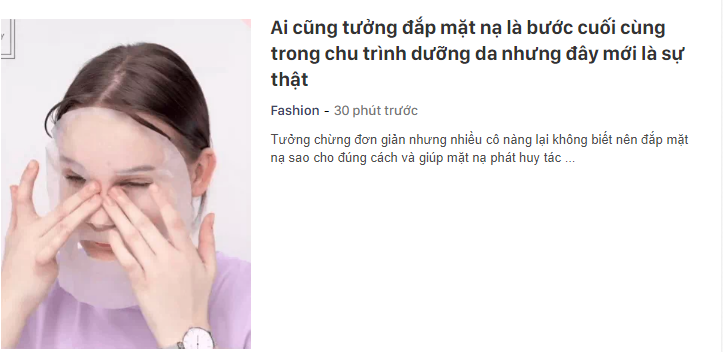 Ai cũng tưởng đắp mặt nạ là bước cuối cùng
trong chu trình dưỡng da nhưng đây mới là sự
thật
Fashion - 30 phút trước
Tưởng chừng đơn giản nhưng nhiều cô nàng lại không biết nên đắp mặt
nạ sao cho đúng cách và giúp mặt nạ phát huy tác ...